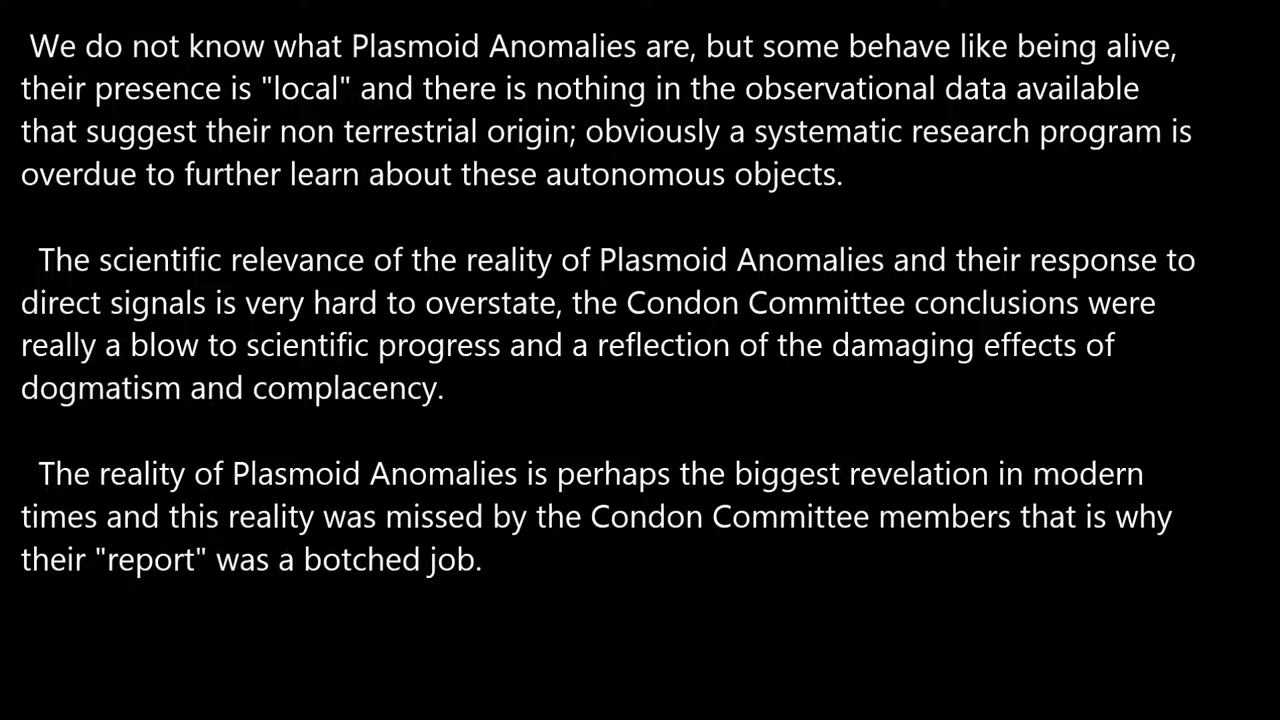 We do not know what Plasmoid Anomalies are, but some behave like being alive,
their presence is "local" and there is nothing in the observational data available
that suggest their non terrestrial origin; obviously a systematic research program is
overdue to further learn about these autonomous objects.
The scientific relevance of the reality of Plasmoid Anomalies and their response to
direct signals is very hard to overstate, the Condon Committee conclusions were
really a blow to scientific progress and a reflection of the damaging effects of
dogmatism and complacency.
The reality of Plasmoid Anomalies is perhaps the biggest revelation in modern
times and this reality was missed by the Condon Committee members that is why
their "report" was a botched job.